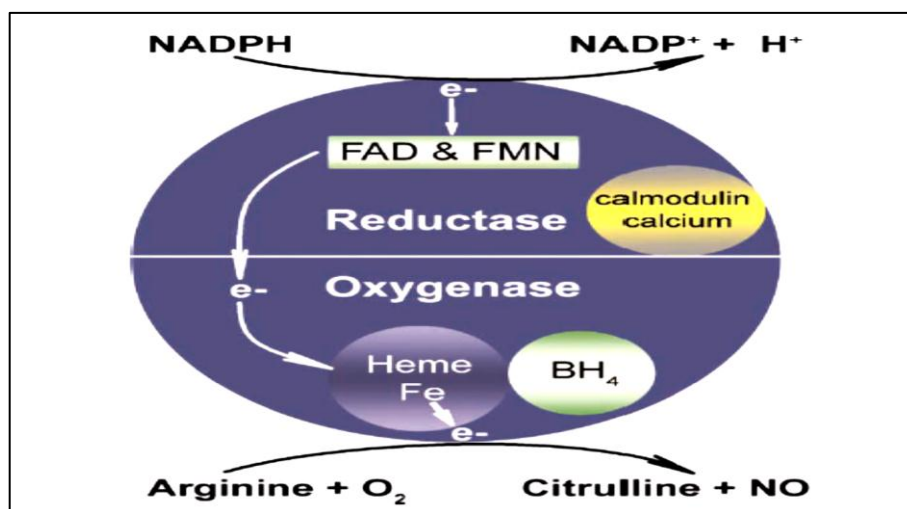 NADPH NADP⁺ + H⁺
e-
FAD & FMN
calmodulin
calcium
Reductase
e-
Oxygenase
Heme
Fe
BH₄
e-
Arginine + O₂ Citrulline + NO